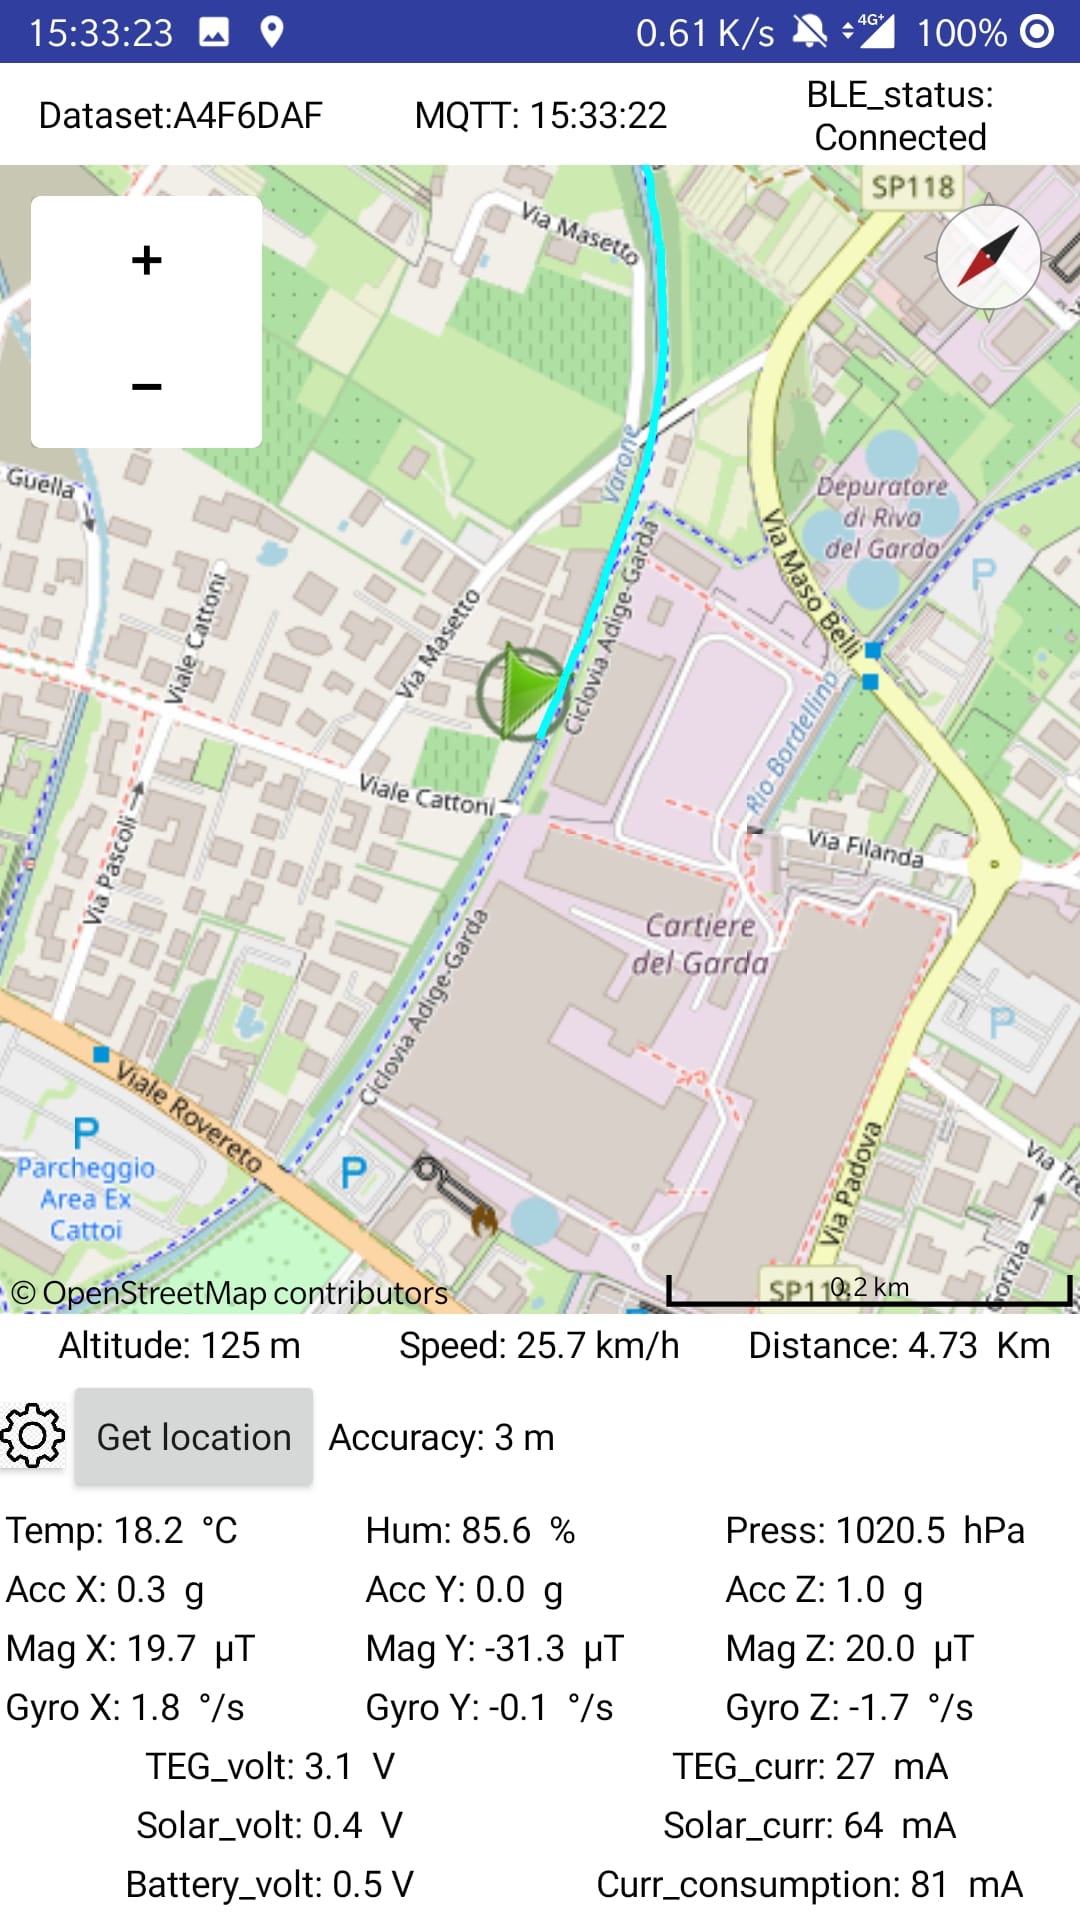 15:33:23 0.61 K/s 4G+ 100%
Dataset:A4F6DAF MQTT: 15:33:22 BLE_status:
Connected
SP118
Via Masetto
+
−
Varone
Guella
Depuratore
di Riva
del Garda
P
Via Maso Belli
Viale Cattoni
Via Masetto
Ciclovia Adige-Garda
Rio Bordellino
Viale Cattoni
Via Pascoli
Via Filanda
Cartiere
del Garda
Ciclovia Adige-Garda
P
Viale Rovereto
P
Parcheggio
Area Ex
Cattoi
P
Via Padova
Via Tre
Gorizia
© OpenStreetMap contributors
SP118
0.2 km
Altitude: 125 m Speed: 25.7 km/h Distance: 4.73 Km
Get location Accuracy: 3 m
Temp: 18.2 °C Hum: 85.6 % Press: 1020.5 hPa
Acc X: 0.3 g Acc Y: 0.0 g Acc Z: 1.0 g
Mag X: 19.7 µT Mag Y: -31.3 µT Mag Z: 20.0 µT
Gyro X: 1.8 °/s Gyro Y: -0.1 °/s Gyro Z: -1.7 °/s
TEG_volt: 3.1 V TEG_curr: 27 mA
Solar_volt: 0.4 V Solar_curr: 64 mA
Battery_volt: 0.5 V Curr_consumption: 81 mA